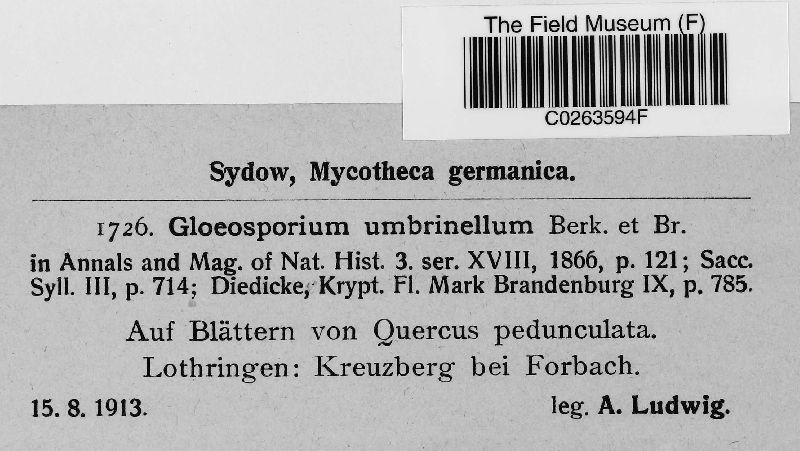 The Field Museum (F)
C0263594F
Sydow, Mycotheca germanica.
1726. Gloeosporium umbrinellum Berk. et Br.
in Annals and Mag. of Nat. Hist. 3. ser. XVIII, 1866, p. 121; Sacc.
Syll. III, p. 714; Diedicke, Krypt. Fl. Mark Brandenburg IX, p. 785.
Auf Blättern von Quercus pedunculata.
Lothringen: Kreuzberg bei Forbach.
15. 8. 1913. leg. A. Ludwig.